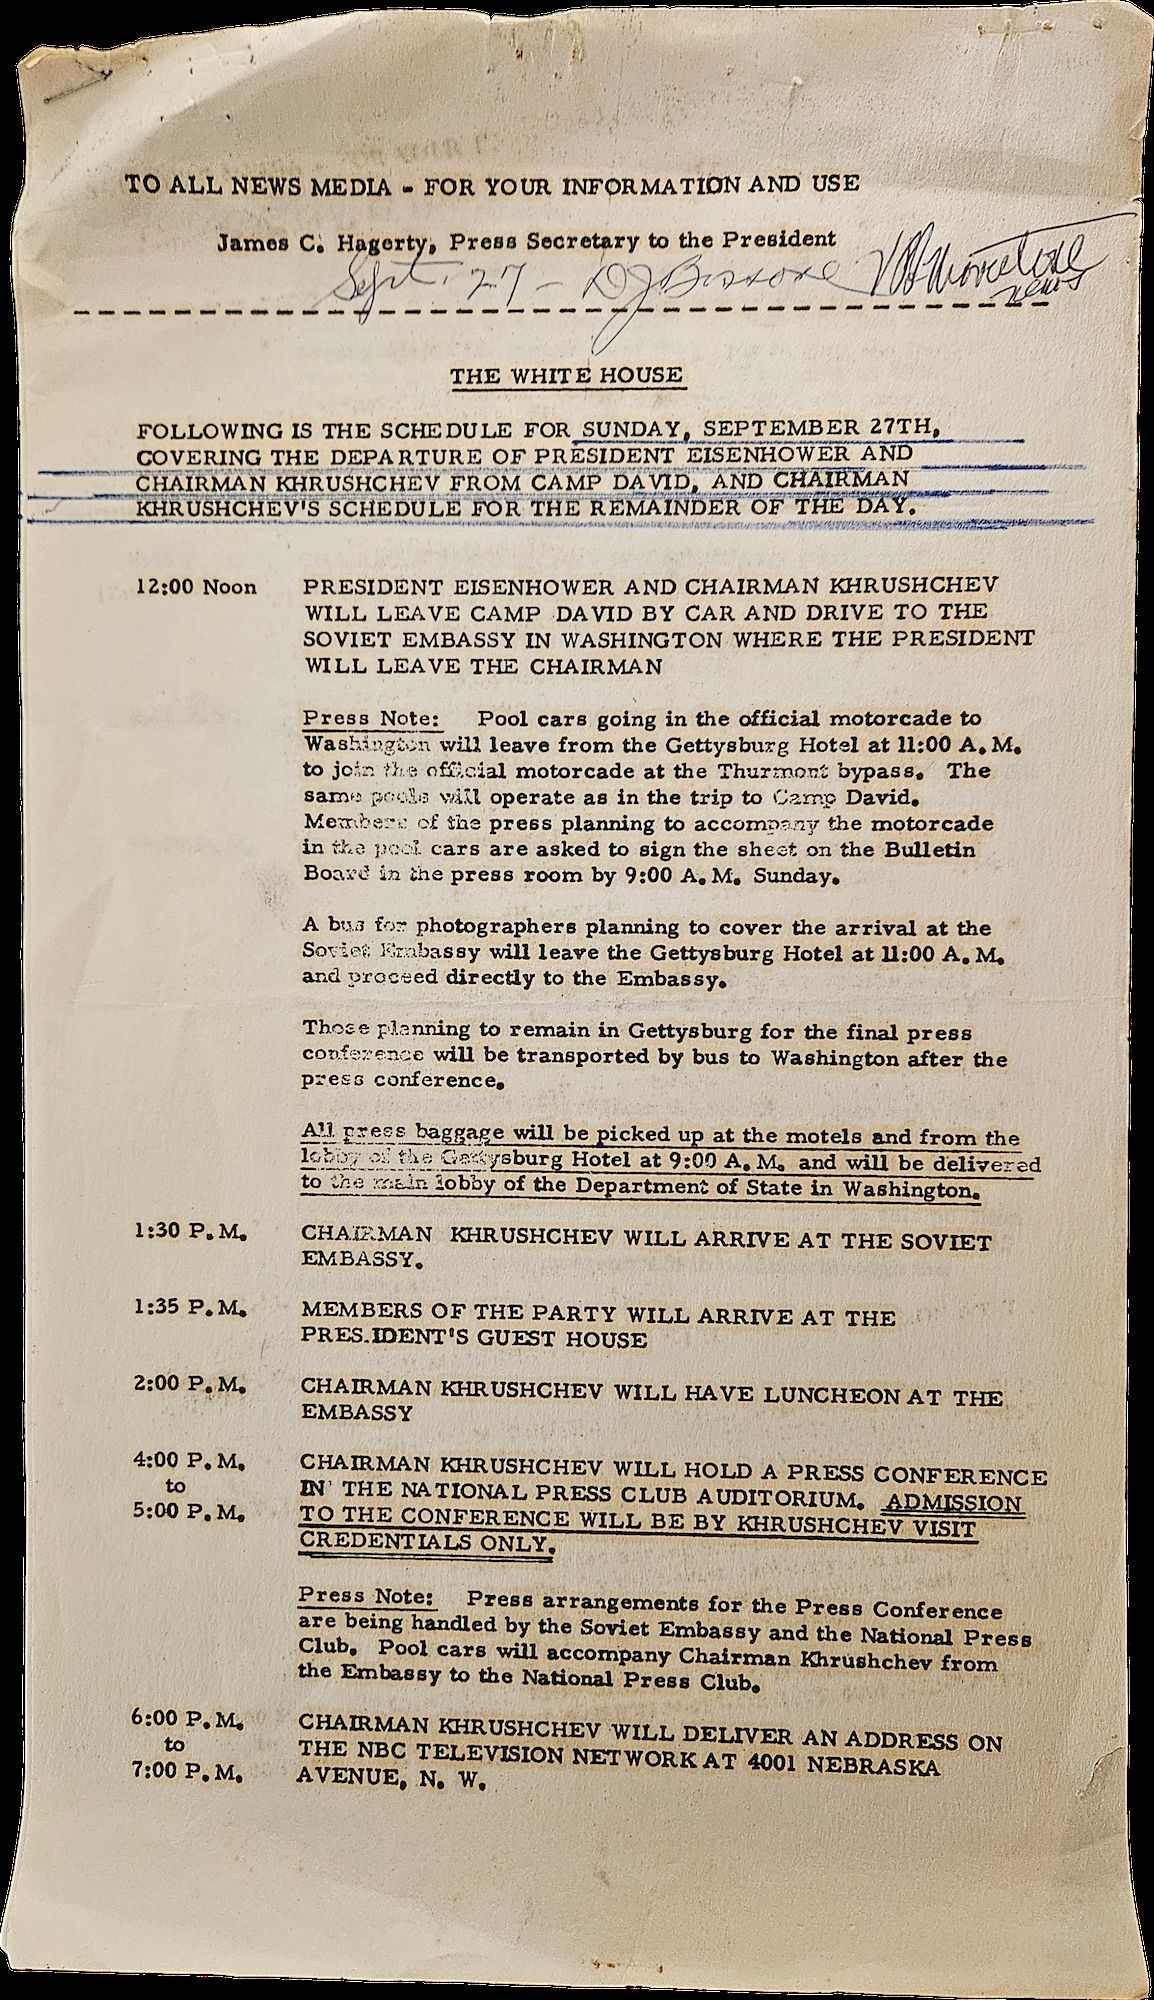 TO ALL NEWS MEDIA - FOR YOUR INFORMATION AND USE
James C. Hagerty, Press Secretary to the President
Sept. 27 - DJ Movietone
news
THE WHITE HOUSE
FOLLOWING IS THE SCHEDULE FOR SUNDAY, SEPTEMBER 27TH,
COVERING THE DEPARTURE OF PRESIDENT EISENHOWER AND
CHAIRMAN KHRUSHCHEV FROM CAMP DAVID, AND CHAIRMAN
KHRUSHCHEV'S SCHEDULE FOR THE REMAINDER OF THE DAY.
12:00 Noon PRESIDENT EISENHOWER AND CHAIRMAN KHRUSHCHEV
WILL LEAVE CAMP DAVID BY CAR AND DRIVE TO THE
SOVIET EMBASSY IN WASHINGTON WHERE THE PRESIDENT
WILL LEAVE THE CHAIRMAN
Press Note: Pool cars going in the official motorcade to
Washington will leave from the Gettysburg Hotel at 11:00 A.M.
to join the official motorcade at the Thurmont bypass. The
same pools will operate as in the trip to Camp David.
Members of the press planning to accompany the motorcade
in the pool cars are asked to sign the sheet on the Bulletin
Board in the press room by 9:00 A.M. Sunday.
A bus for photographers planning to cover the arrival at the
Soviet Embassy will leave the Gettysburg Hotel at 11:00 A.M.
and proceed directly to the Embassy.
Those planning to remain in Gettysburg for the final press
conference will be transported by bus to Washington after the
press conference.
All press baggage will be picked up at the motels and from the
lobby of the Gettysburg Hotel at 9:00 A.M. and will be delivered
to the main lobby of the Department of State in Washington.
1:30 P.M. CHAIRMAN KHRUSHCHEV WILL ARRIVE AT THE SOVIET
EMBASSY.
1:35 P.M. MEMBERS OF THE PARTY WILL ARRIVE AT THE
PRES.IDENT'S GUEST HOUSE
2:00 P.M. CHAIRMAN KHRUSHCHEV WILL HAVE LUNCHEON AT THE
EMBASSY
4:00 P.M. CHAIRMAN KHRUSHCHEV WILL HOLD A PRESS CONFERENCE
to IN THE NATIONAL PRESS CLUB AUDITORIUM. ADMISSION
5:00 P.M. TO THE CONFERENCE WILL BE BY KHRUSHCHEV VISIT
CREDENTIALS ONLY.
Press Note: Press arrangements for the Press Conference
are being handled by the Soviet Embassy and the National Press
Club. Pool cars will accompany Chairman Khrushchev from
the Embassy to the National Press Club.
6:00 P.M. CHAIRMAN KHRUSHCHEV WILL DELIVER AN ADDRESS ON
to THE NBC TELEVISION NETWORK AT 4001 NEBRASKA
7:00 P.M. AVENUE, N. W.